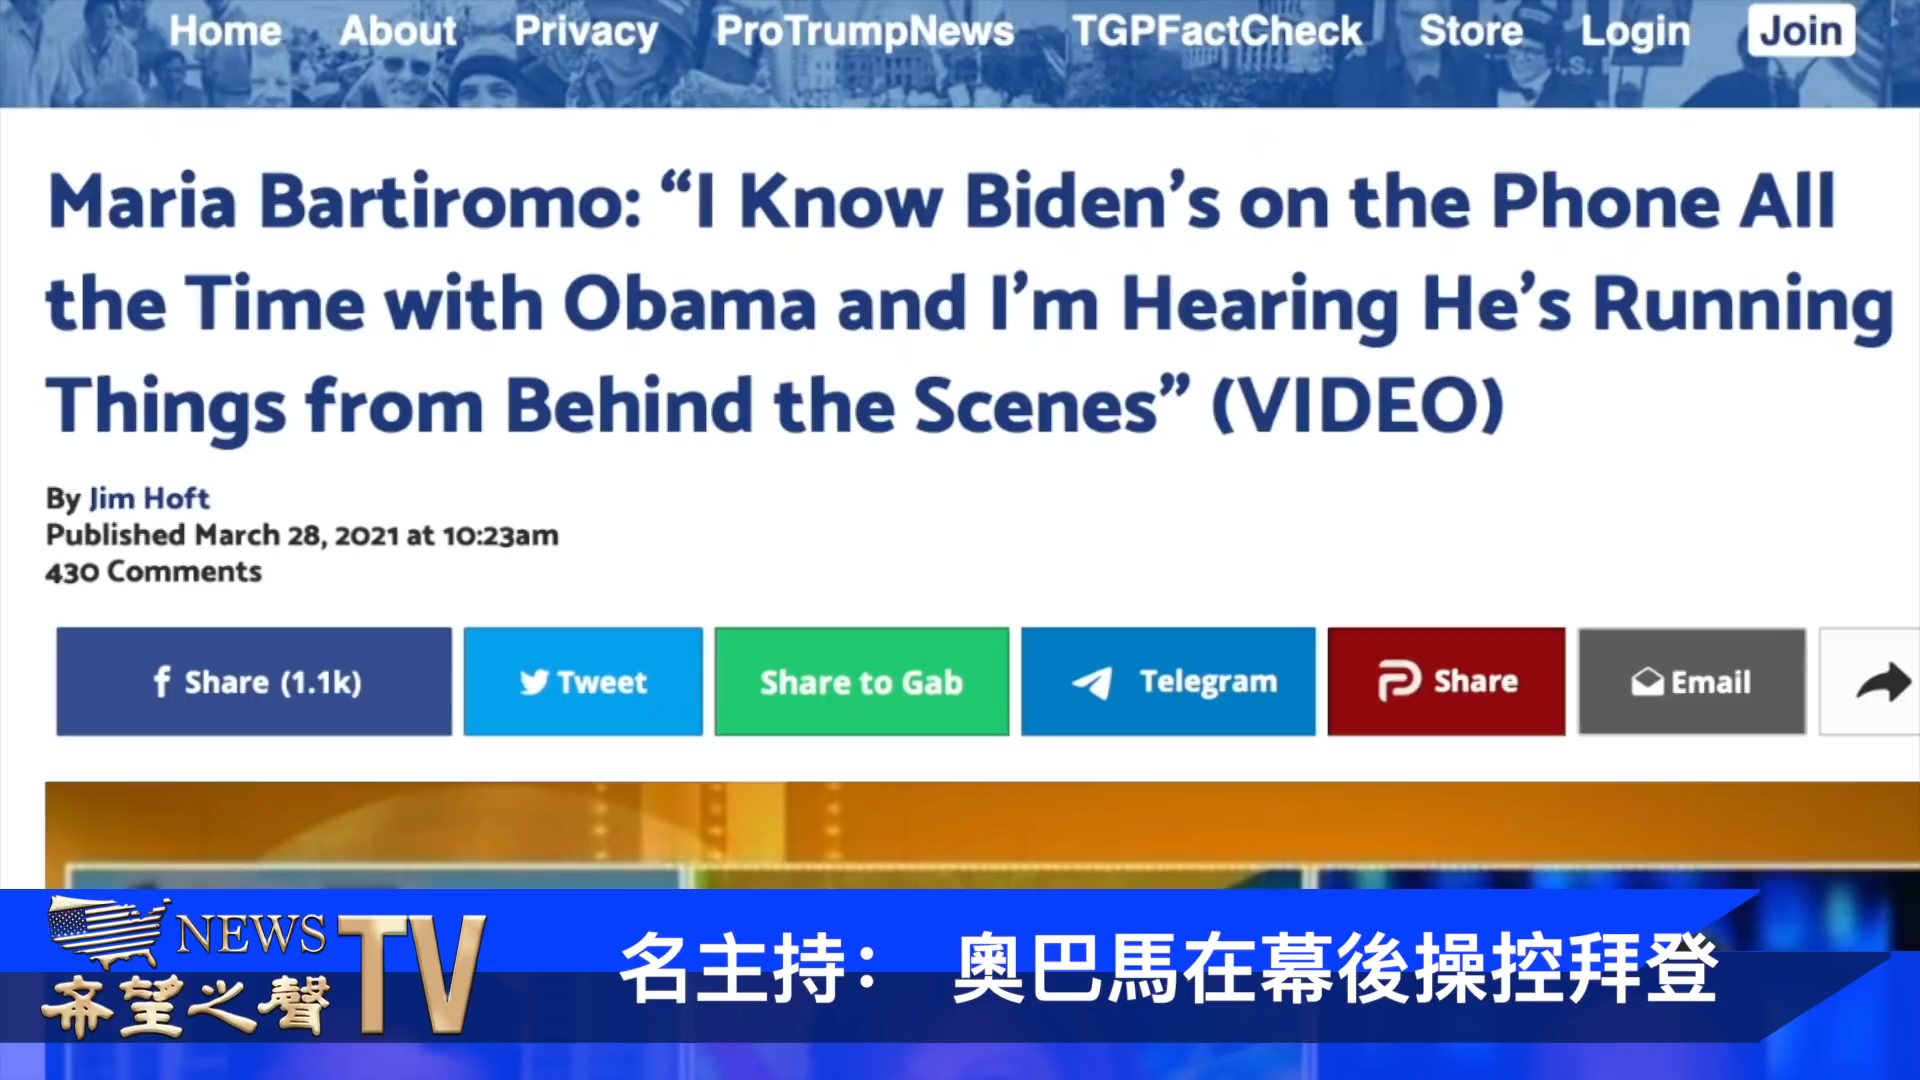 Home About Privacy ProTrumpNews TGPFactCheck Store Login Join
Maria Bartiromo: “I Know Biden’s on the Phone All
the Time with Obama and I’m Hearing He’s Running
Things from Behind the Scenes” (VIDEO)
By Jim Hoft
Published March 28, 2021 at 10:23am
430 Comments
Share (1.1k) Tweet Share to Gab Telegram Share Email
NEWS TV
希望之聲
名主持： 奧巴馬在幕後操控拜登